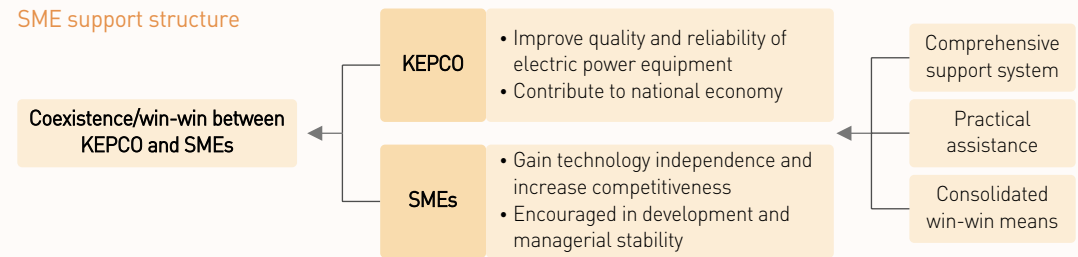 SME support structure
Coexistence/win-win between
KEPCO and SMEs
KEPCO
• Improve quality and reliability of
electric power equipment
• Contribute to national economy
SMEs
• Gain technology independence and
increase competitiveness
• Encouraged in development and
managerial stability
Comprehensive
support system
Practical
assistance
Consolidated
win-win means